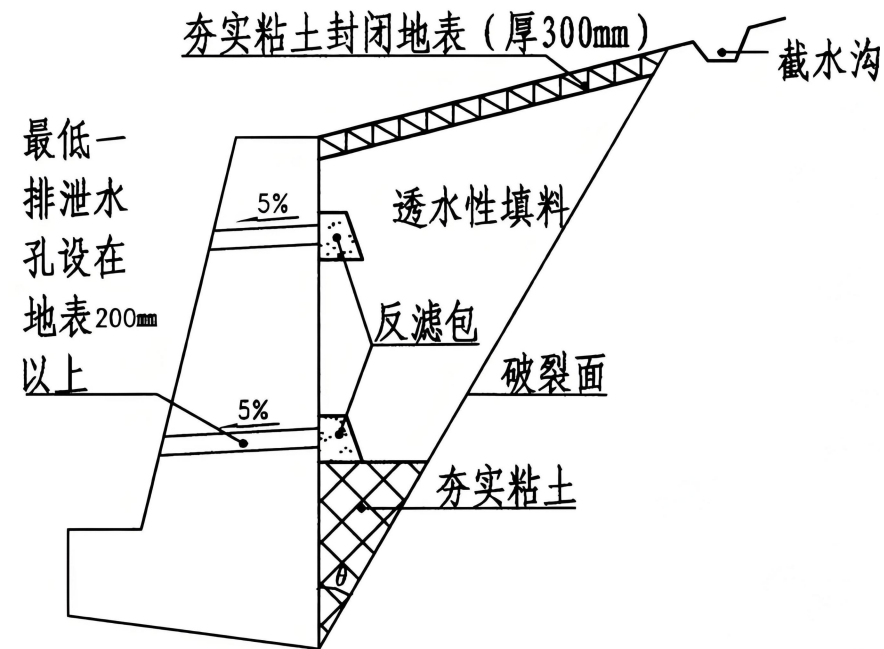 夯实粘土封闭地表（厚300mm）
截水沟
最低一
排泄水
孔设在
地表200mm
以上
5%
透水性填料
反滤包
破裂面
5%
夯实粘土
θ